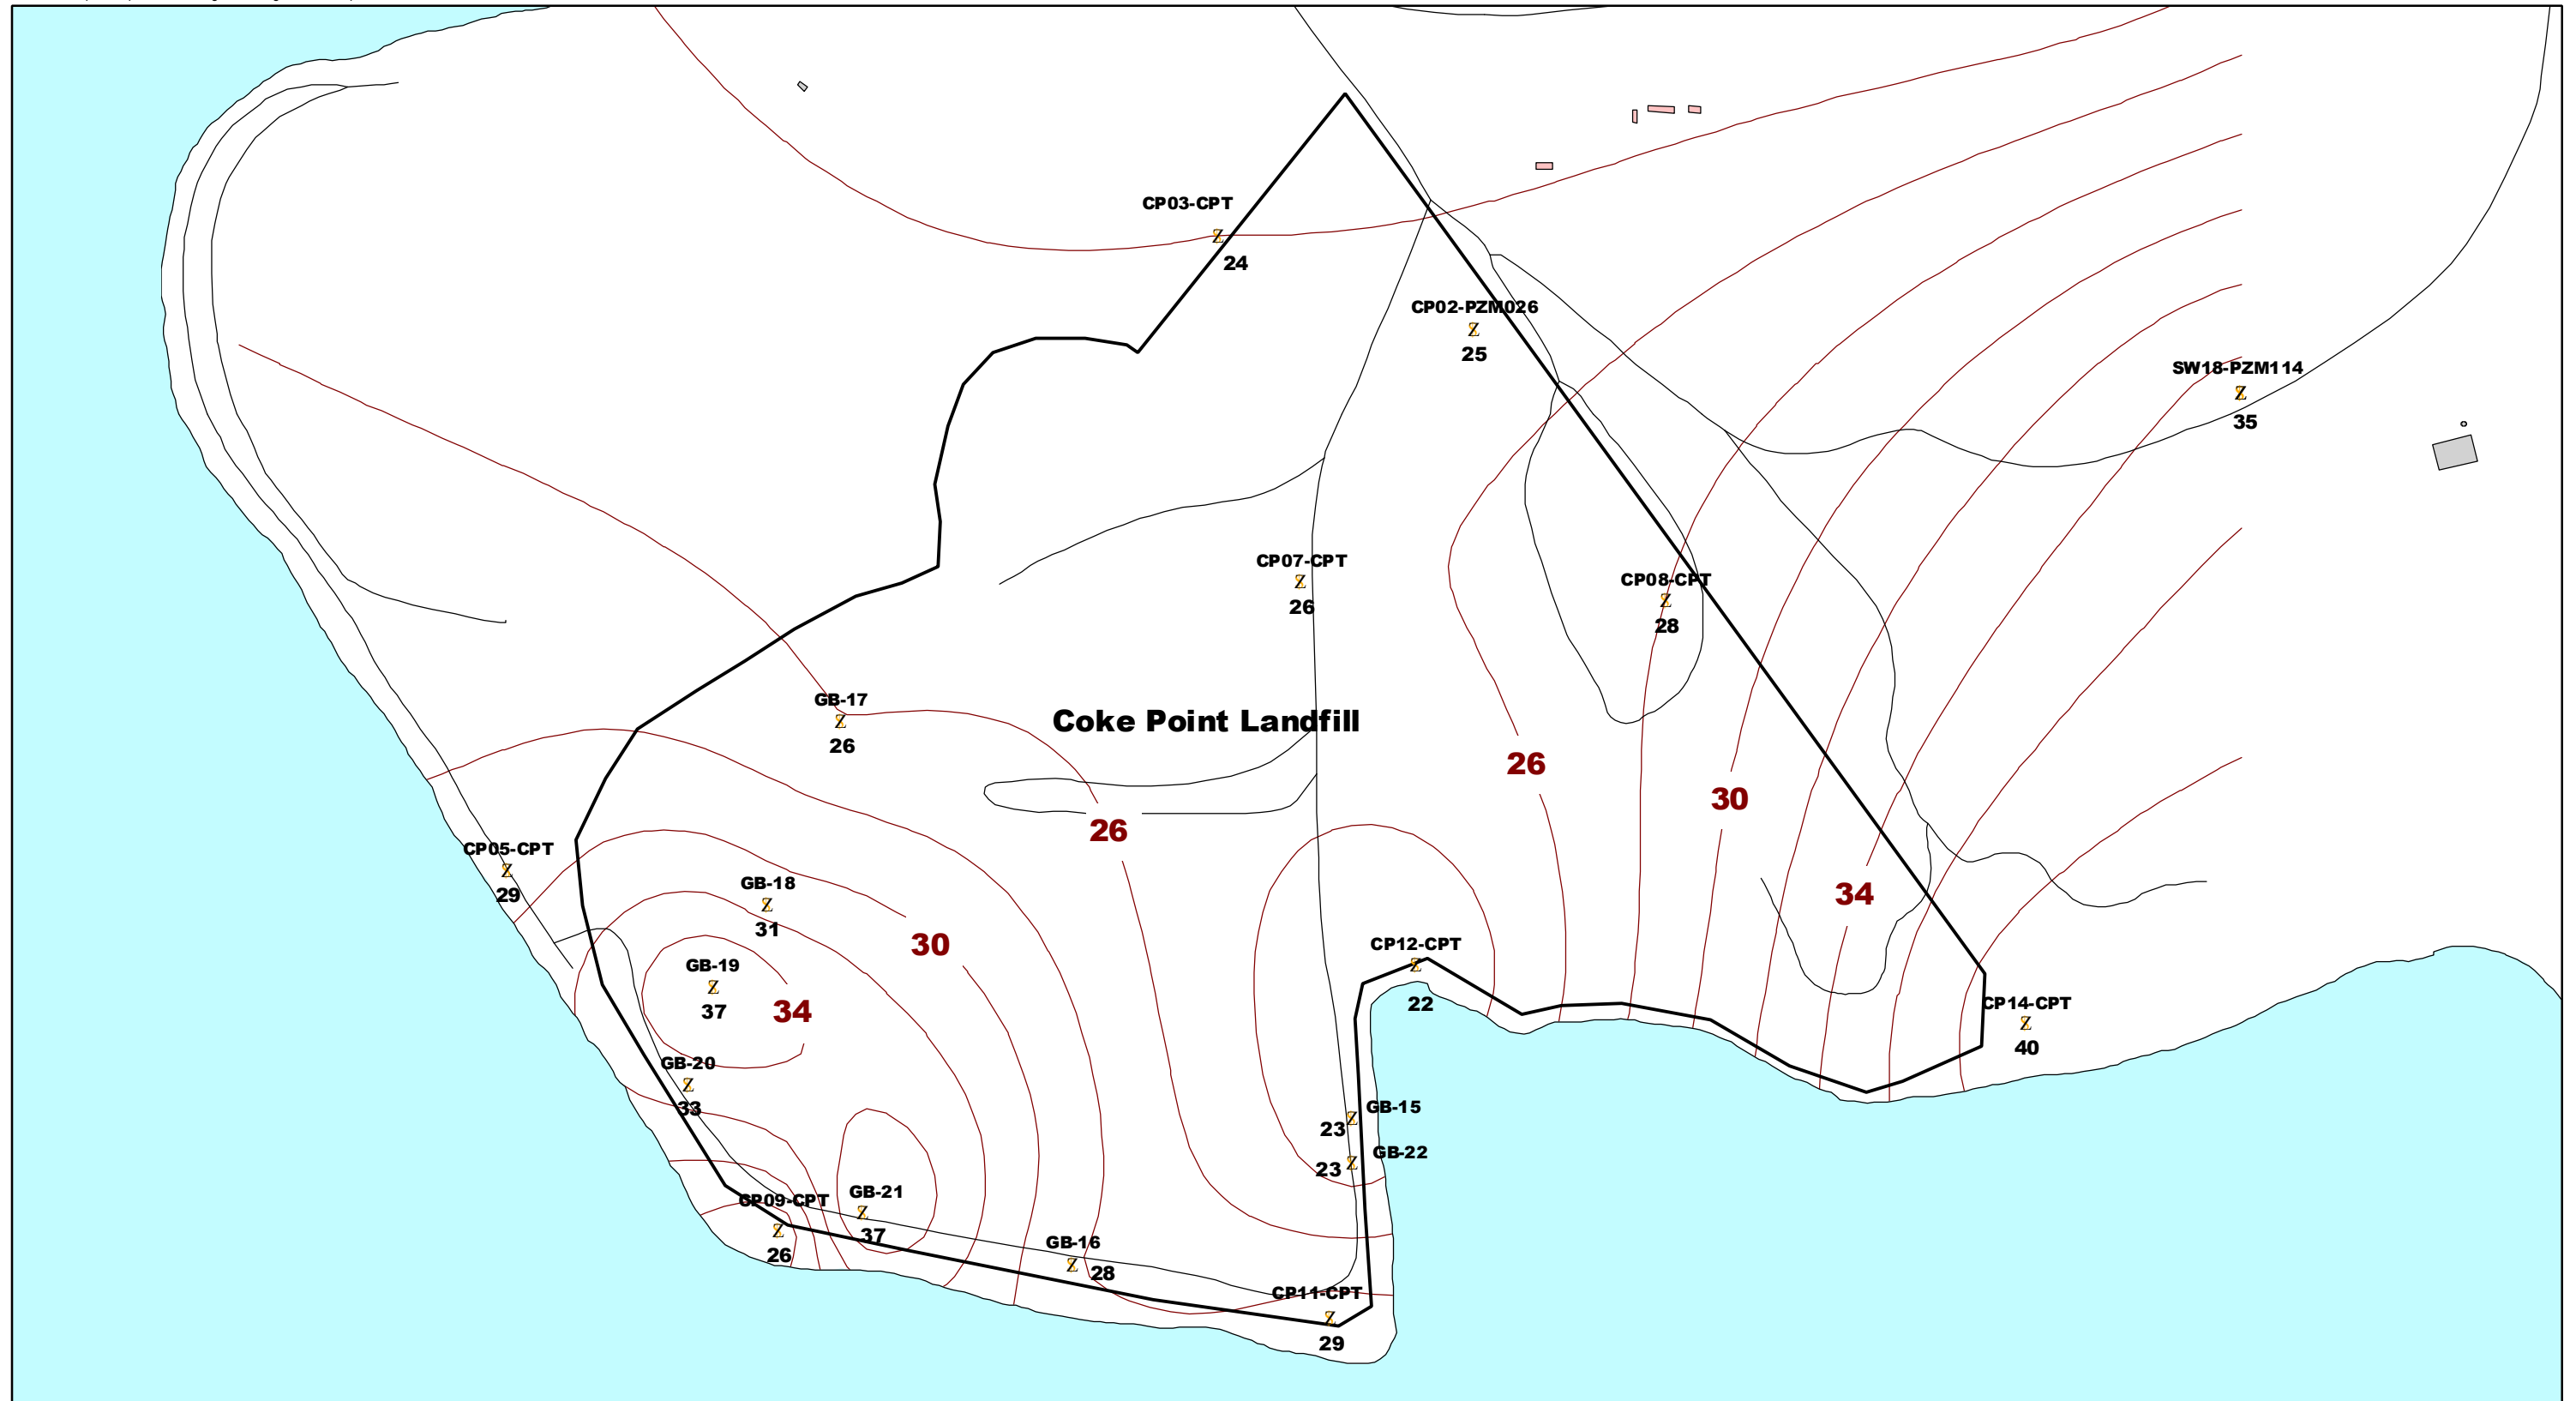 CP03-CPT
24
CP02-PZM026
25
SW18-PZM114
35
CP07-CPT
26
CP08-CPT
28
GB-17
26
Coke Point Landfill
26
30
26
CP05-CPT
29
GB-18
31
34
30
CP12-CPT
22
GB-19
37
34
CP14-CPT
40
GB-20
33
GB-15
23
GB-22
23
CP09-CPT
26
GB-21
37
GB-16
28
CP11-CPT
29